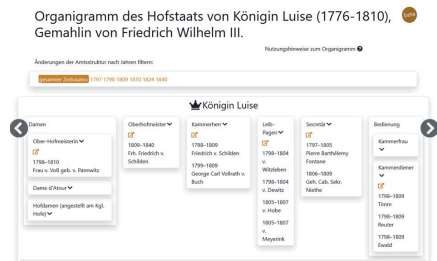 Organigramm des Hofstaats von Königin Luise (1776-1810),
Gemahlin von Friedrich Wilhelm III.
beta
Nutzungshinweise zum Organigramm
Änderungen der Amtsstruktur nach Jahren filtern:
gesamter Zeitraum 1797 1798 1809 1810 1824 1840
Königin Luise
Damen
Ober-Hofmeisterin
1798–1810
Frau v. Voß geb. v. Pannwitz
Dame d'Atour
Hofdamen (angestellt am Kgl.
Hofe)
Oberhofmeister
1809–1840
Frh. Friedrich v.
Schilden
Kammerherr
1798–1809
Friedrich v. Schilden
1799–1809
George Carl Vollrath v.
Buch
Leib-
Pagen
1798–1804
v.
Witzleben
1798–1804
v. Dewitz
1805–1807
v. Hobe
1805–1807
v.
Meyerink
Secretär
1797–1805
Pierre Barthélemy
Fontane
1806–1809
Geh. Cab. Sekr.
Niethe
Bedienung
Kammerfrau
Kammerdiener
1798–1809
Timm
1798–1809
Reuter
1798–1809
Ewald